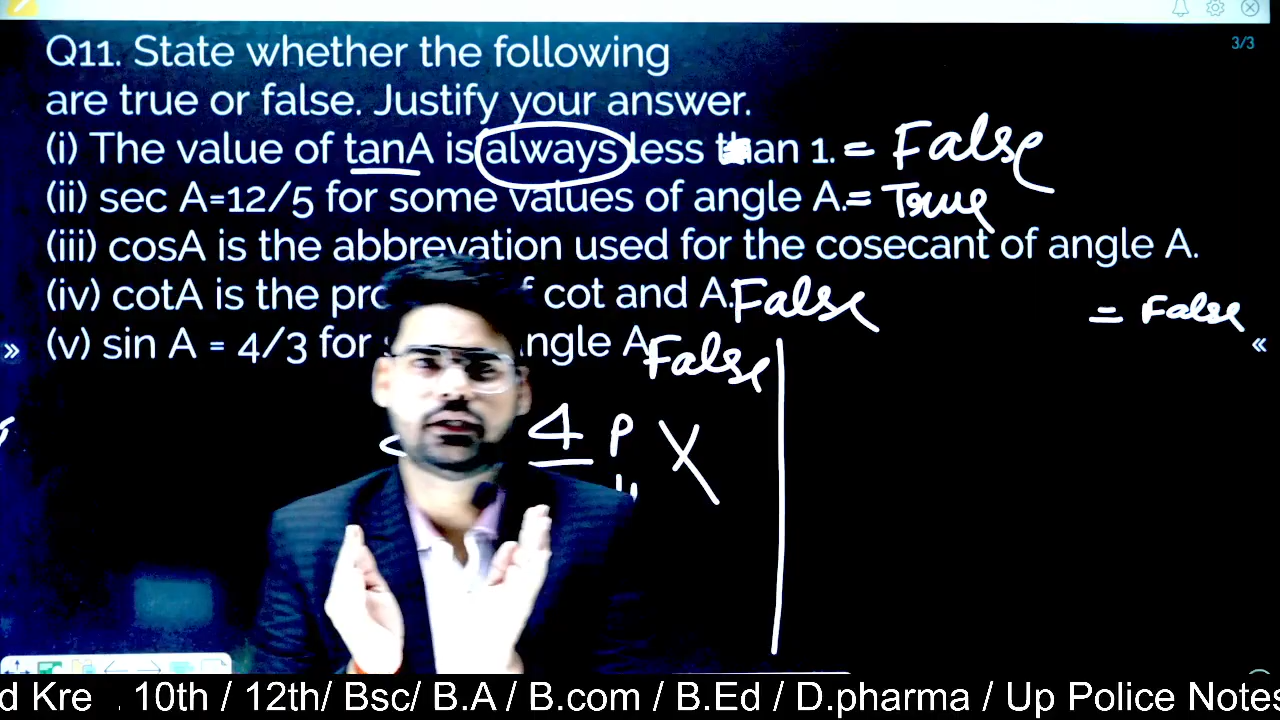 3/3
Q11. State whether the following
are true or false. Justify your answer.
(i) The value of tanA is always less than 1. = False
(ii) sec A=12/5 for some values of angle A. = True
(iii) cosA is the abbrevation used for the cosecant of angle A.
= False
(iv) cotA is the f cot and A. False
(v) sin A = 4/3 for ngle A. False
4 P X
d Kre . 10th / 12th/ Bsc/ B.A / B.com / B.Ed / D.pharma / Up Police Notes